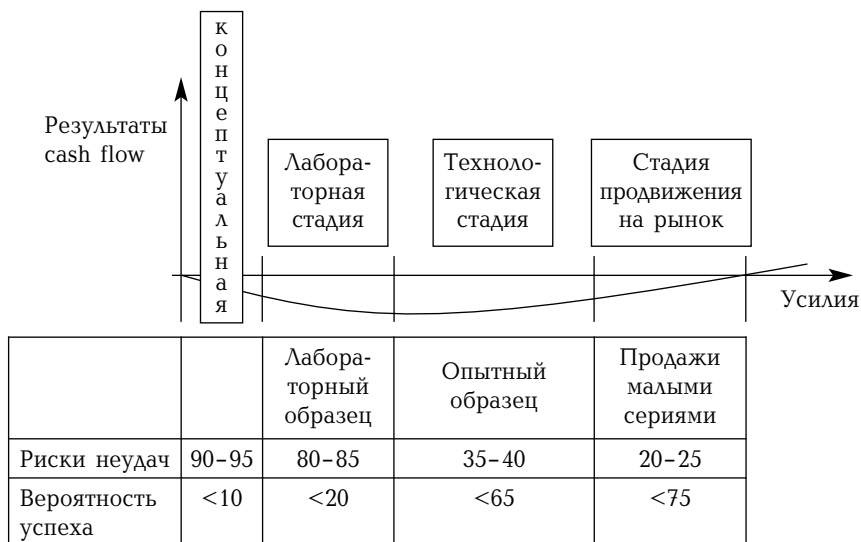 концептуальная
Результаты
cash flow
Лабора-
торная
стадия
Техноло-
гическая
стадия
Стадия
продвижения
на рынок
Усилия
Лабора-
торный
образец
Опытный
образец
Продажи
малыми
сериями
Риски неудач 90–95 80–85 35–40 20–25
Вероятность <10 <20 <65 <75
успеха